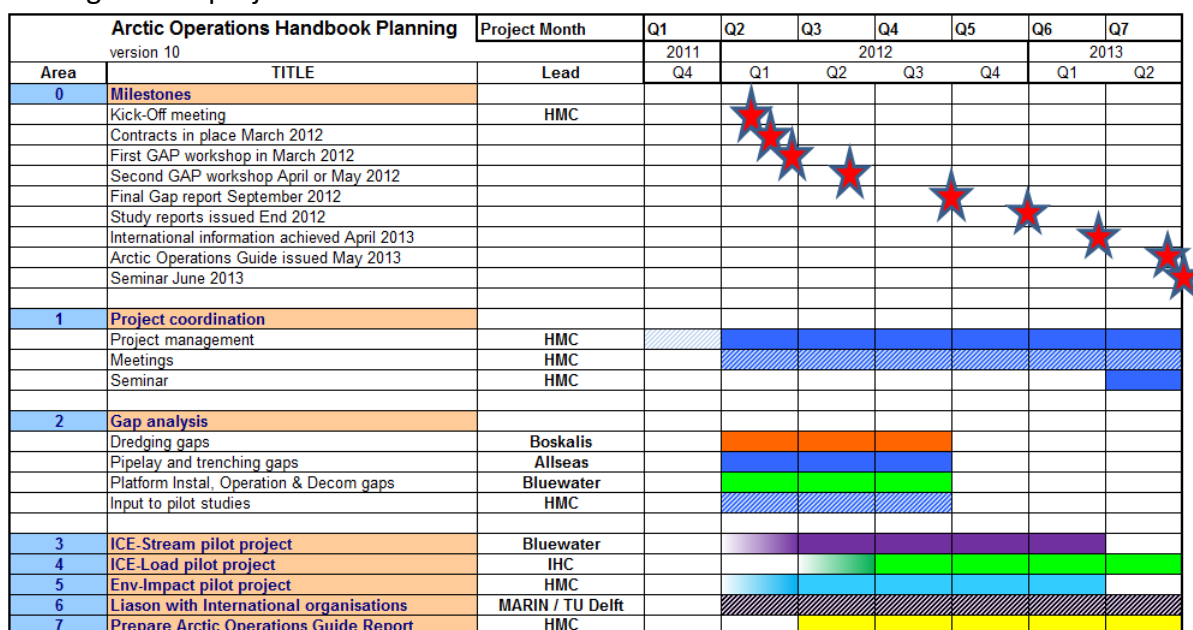 Arctic Operations Handbook Planning Project Month Q1 Q2 Q3 Q4 Q5 Q6 Q7
version 10 2011 2012 2013
Area TITLE Lead Q4 Q1 Q2 Q3 Q4 Q1 Q2
0 Milestones
Kick-Off meeting HMC
Contracts in place March 2012
First GAP workshop in March 2012
Second GAP workshop April or May 2012
Final Gap report September 2012
Study reports issued End 2012
International information achieved April 2013
Arctic Operations Guide issued May 2013
Seminar June 2013
1 Project coordination
Project management HMC
Meetings HMC
Seminar HMC
2 Gap analysis
Dredging gaps Boskalis
Pipelay and trenching gaps Allseas
Platform Instal, Operation & Decom gaps Bluewater
Input to pilot studies HMC
3 ICE-Stream pilot project Bluewater
4 ICE-Load pilot project IHC
5 Env-Impact pilot project HMC
6 Liason with International organisations MARIN / TU Delft
7 Prepare Arctic Operations Guide Report HMC